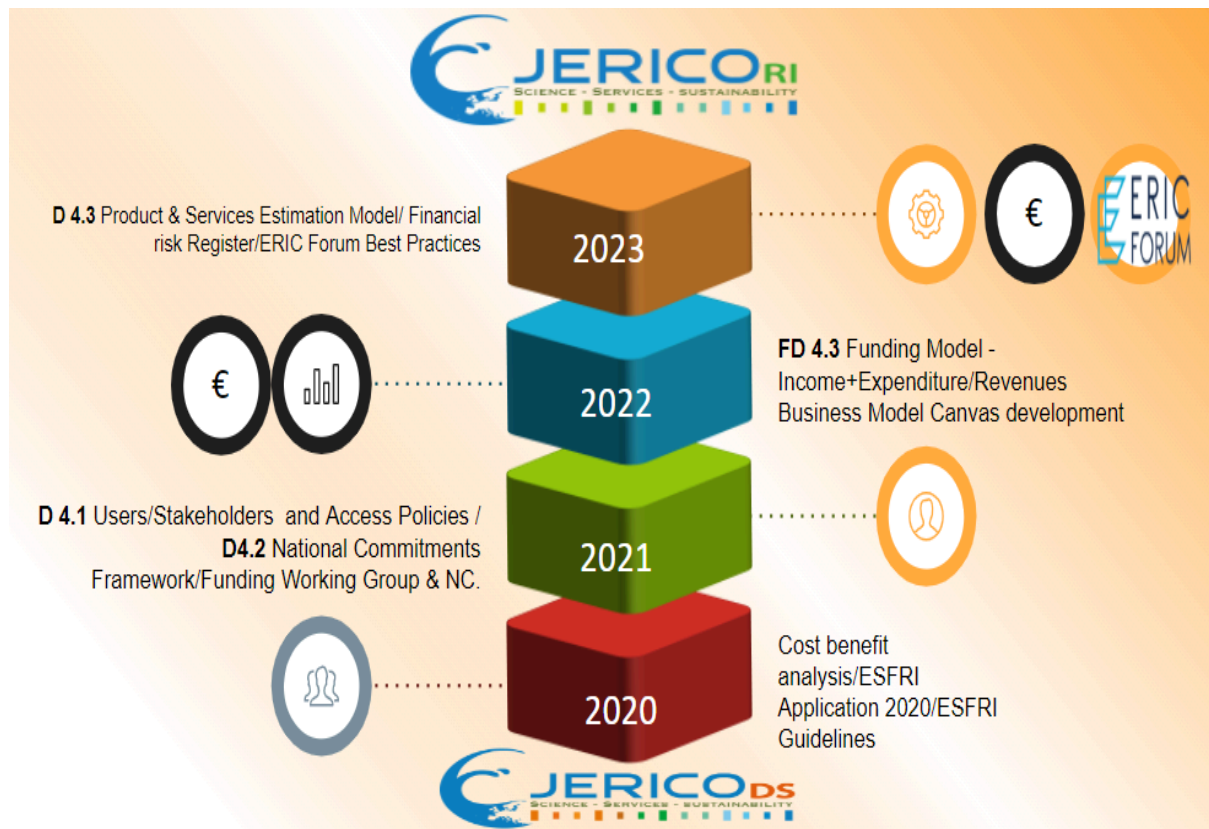 JERICO RI
SCIENCE - SERVICES - SUSTAINABILITY
D 4.3 Product & Services Estimation Model/ Financial
risk Register/ERIC Forum Best Practices
2023
€
ERIC
FORUM
€
2022
FD 4.3 Funding Model -
Income+Expenditure/Revenues
Business Model Canvas development
D 4.1 Users/Stakeholders and Access Policies /
D4.2 National Commitments
Framework/Funding Working Group & NC.
2021
2020
Cost benefit
analysis/ESFRI
Application 2020/ESFRI
Guidelines
JERICO DS
SCIENCE - SERVICES - SUSTAINABILITY